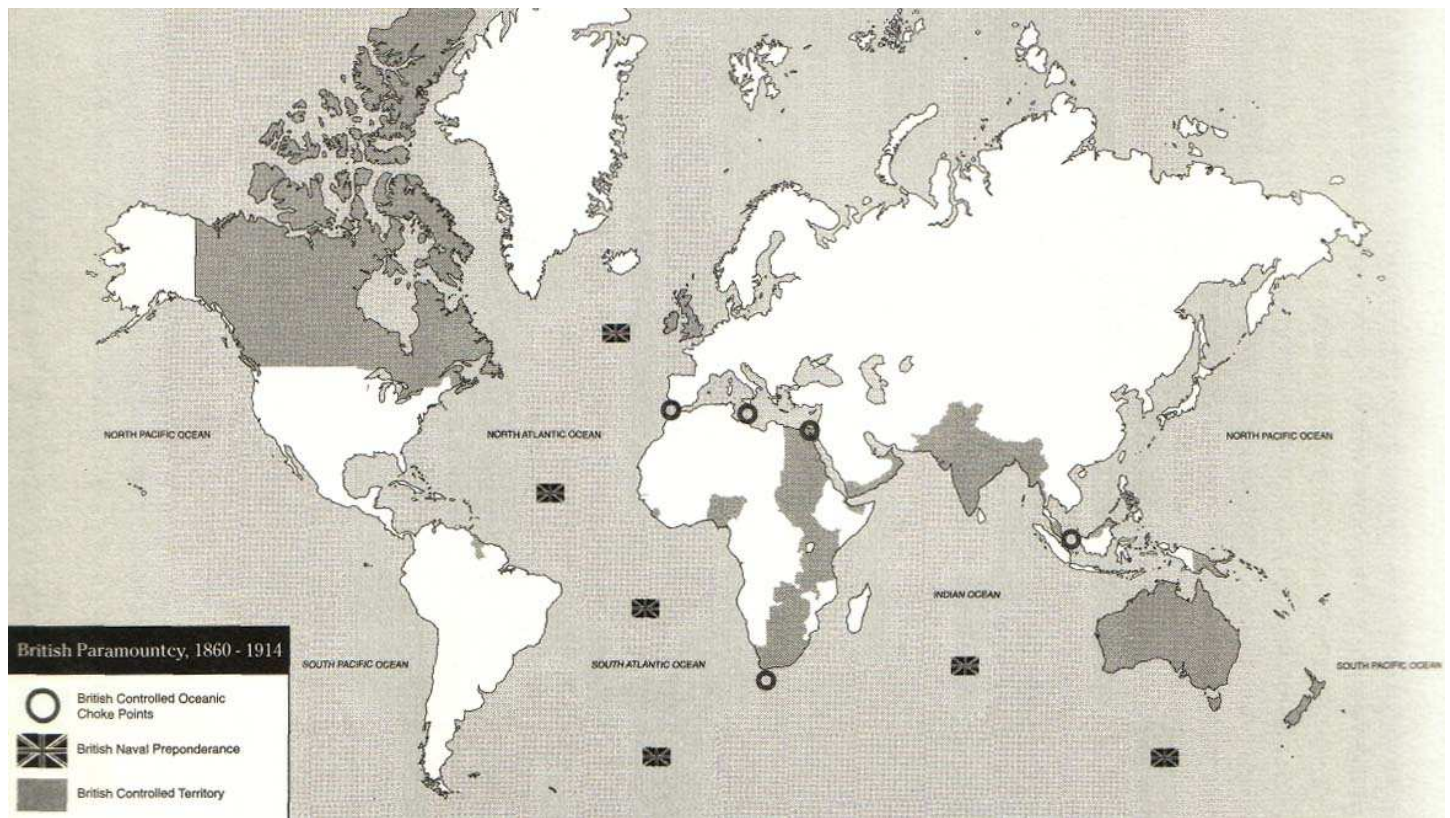 NORTH PACIFIC OCEAN
NORTH ATLANTIC OCEAN
NORTH PACIFIC OCEAN
INDIAN OCEAN
SOUTH PACIFIC OCEAN
SOUTH ATLANTIC OCEAN
SOUTH PACIFIC OCEAN
British Paramountcy, 1860 - 1914
British Controlled Oceanic
Choke Points
British Naval Preponderance
British Controlled Territory